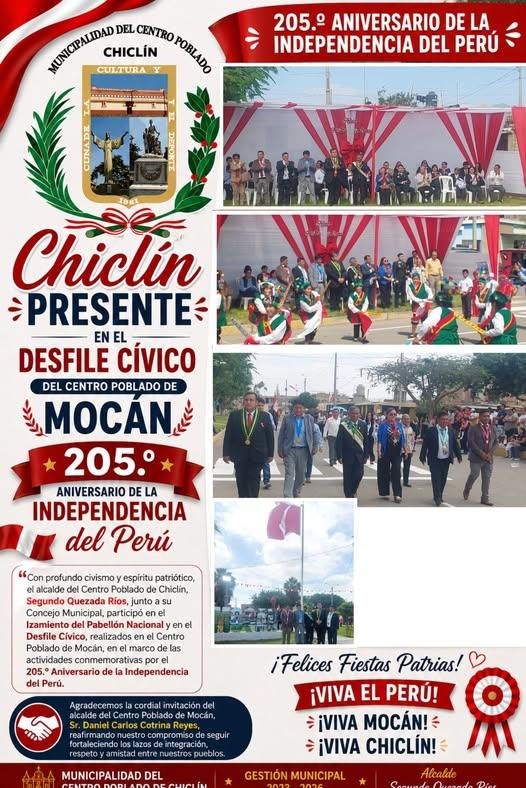 205.º ANIVERSARIO DE LA
INDEPENDENCIA DEL PERÚ
MUNICIPALIDAD DEL CENTRO POBLADO
CHICLÍN
CULTURA Y
CUNA DE LA
Y EL DEPORTE
1961
Chiclín
PRESENTE
EN EL
DESFILE CÍVICO
DEL CENTRO POBLADO DE
MOCÁN
205.º
ANIVERSARIO DE LA
INDEPENDENCIA
del Perú
“Con profundo civismo y espíritu patriótico,
el alcalde del Centro Poblado de Chiclín,
Segundo Quezada Ríos, junto a su
Concejo Municipal, participó en el
Izamiento del Pabellón Nacional y en el
Desfile Cívico, realizados en el Centro
Poblado de Mocán, en el marco de las
actividades conmemorativas por el
205.º Aniversario de la Independencia
del Perú.
Agradecemos la cordial invitación del
alcalde del Centro Poblado de Mocán,
Sr. Daniel Carlos Cotrina Reyes,
reafirmando nuestro compromiso de seguir
fortaleciendo los lazos de integración,
respeto y amistad entre nuestros pueblos.
¡Felices Fiestas Patrias!
¡VIVA EL PERÚ!
¡VIVA MOCÁN!
¡VIVA CHICLÍN!
MUNICIPALIDAD DEL
CENTRO POBLADO DE CHICLÍN
GESTIÓN MUNICIPAL
2023 - 2026
Alcalde
Segundo Quezada Ríos